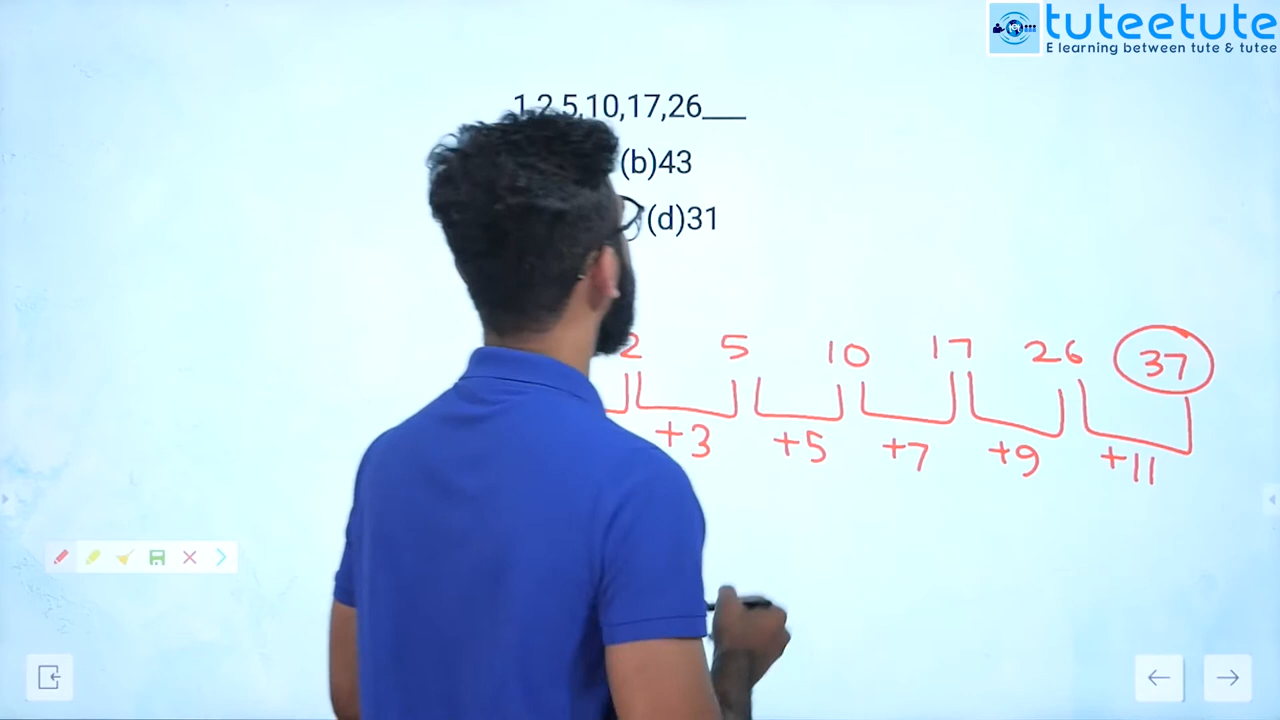 tuteetute
E learning between tute & tutee
1,2,5,10,17,26___
(b)43
(d)31
2 5 10 17 26 37
+3 +5 +7 +9 +11